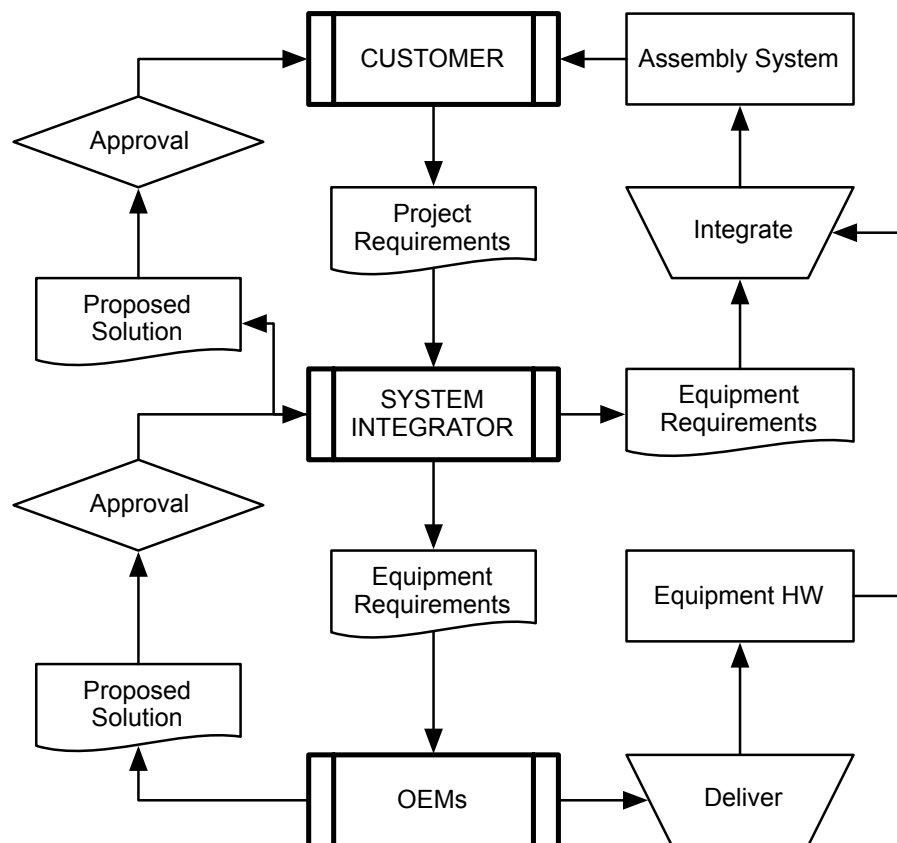 CUSTOMER
Assembly System
Approval
Project
Requirements
Integrate
Proposed
Solution
SYSTEM
INTEGRATOR
Equipment
Requirements
Approval
Equipment
Requirements
Equipment HW
Proposed
Solution
OEMs
Deliver